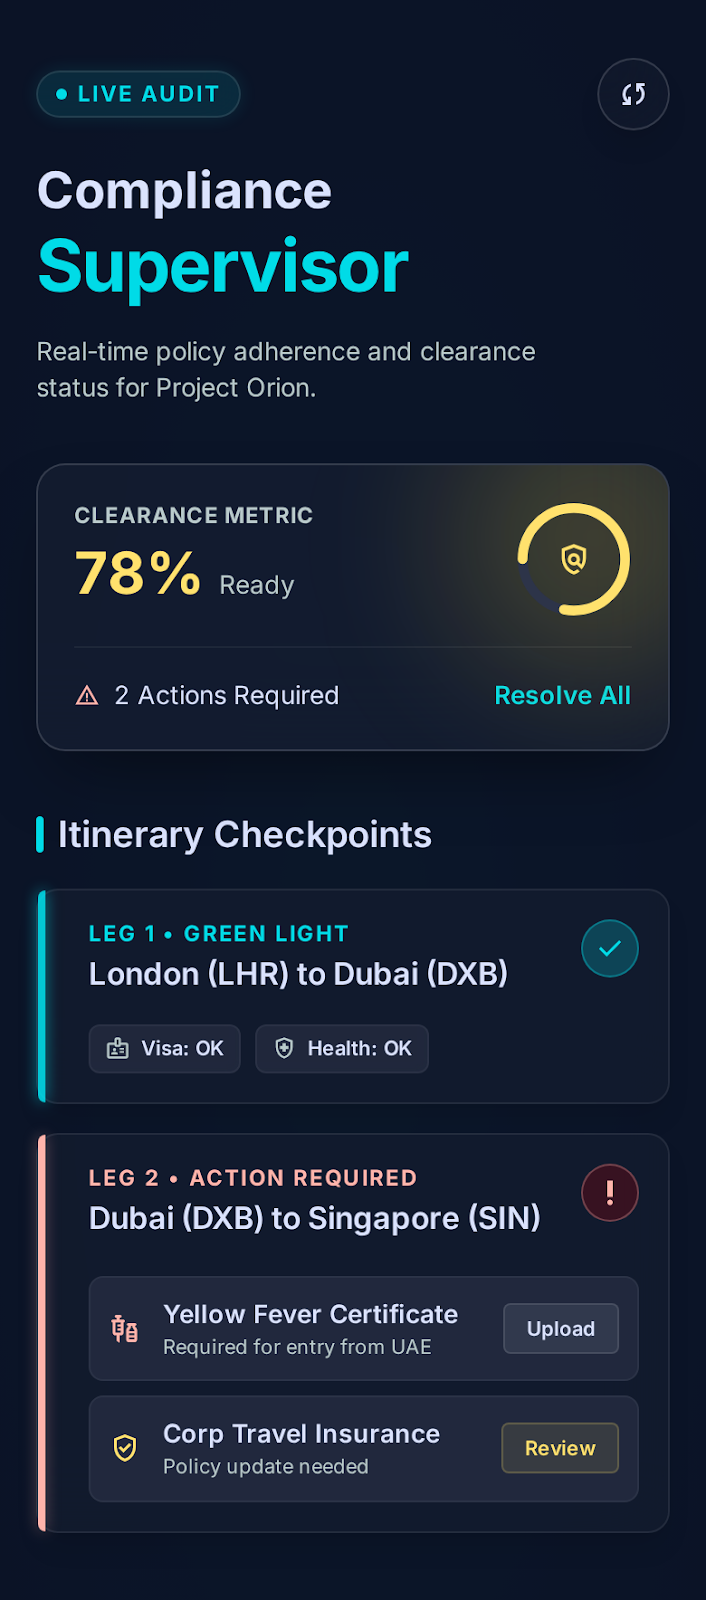 LIVE AUDIT
Compliance
Supervisor
Real-time policy adherence and clearance
status for Project Orion.
CLEARANCE METRIC
78% Ready
2 Actions Required
Resolve All
Itinerary Checkpoints
LEG 1 • GREEN LIGHT
London (LHR) to Dubai (DXB)
Visa: OK
Health: OK
LEG 2 • ACTION REQUIRED
Dubai (DXB) to Singapore (SIN)
Yellow Fever Certificate
Required for entry from UAE
Upload
Corp Travel Insurance
Policy update needed
Review